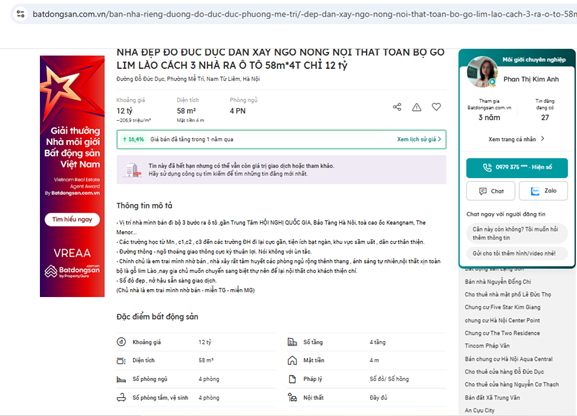 batdongsan.com.vn/ban-nha-rieng-duong-do-duc-duc-phuong-me-tri/-dep-dan-xay-ngo-nong-noi-that-toan-bo-go-lim-lao-cach-3-nha-ra-o-to-58m
NHÀ ĐẸP ĐỖ ĐỨC DỤC DÂN XÂY NGÕ NÔNG NỘI THẤT TOÀN BỘ GỖ
LIM LÀO CÁCH 3 NHÀ RA Ô TÔ 58m*4T CHỈ 12 tỷ
Đường Đỗ Đức Dục, Phường Mễ Trì, Nam Từ Liêm, Hà Nội
Khoảng giá
12 tỷ
~206,9 triệu/m²
Diện tích
58 m²
Mặt tiền 4 m
Phòng ngủ
4 PN
16,4% Giá bán đã tăng trong 1 năm qua
Xem lịch sử giá >
Tin này đã hết hạn nhưng có thể vẫn còn giá trị giao dịch hoặc tham khảo.
Hãy sử dụng công cụ tìm kiếm để tìm những tin đăng mới nhất.
Thông tin mô tả
- Vị trí nhà mình bán đi bộ 3 bước ra ô tô ,gần Trung Tâm HỘI NGHỊ QUỐC GIA, Bảo Tàng Hà Nội, toà cao ốc Keangnam, The
Menor...
- Các trường học từ Mn , c1,c2 , c3 đến các trường ĐH đi lại cực gần, tiện ích bạt ngàn, khu vực sầm uất , dân cư thân thiện.
- Đường thông - ngõ thoáng giao thông cực kỳ thuận lợi. Nói không với ùn tắc.
- Chính chủ là em trai mình nhờ bán , nhà xây rất tâm huyết các phòng ngủ rộng thênh thang , ánh sáng tự nhiên,nội thất xịn toàn
bộ là gỗ lim Lào ,nay gia chủ muốn chuyển sang biệt thự nên để lại nội thất cho khách thiện chí.
- Sổ đỏ đẹp , nở hậu sẵn sàng giao dịch.
(Chủ nhà là em trai mình nhờ bán - miễn TG - miễn MG)
Đặc điểm bất động sản
Khoảng giá 12 tỷ
Số tầng 4 tầng
Diện tích 58 m²
Mặt tiền 4 m
Số phòng ngủ 4 phòng
Pháp lý Sổ đỏ/ Sổ hồng
Số phòng tắm, vệ sinh 4 phòng
Nội thất Đầy đủ
Giải thưởng
Nhà môi giới
Bất động sản
Việt Nam
Vietnam Real Estate
Agent Award
By Batdongsan.com.vn
Tìm hiểu ngay
VREAA
Batdongsan
by PropertyGuru
Môi giới chuyên nghiệp
Phan Thị Kim Anh
Tham gia
Batdongsan.com.vn
3 năm
Tin đăng
đang có
27
Xem trang cá nhân >
0979 375 *** · Hiện số
Chat
Zalo
Chat ngay với người đăng tin
Căn này còn không? Tôi muốn hỏi
thêm thông tin
Gửi cho tôi thêm hình/video nhé!
Bán nhà Nguyễn Đổng Chi
Cho thuê nhà mặt phố Lê Đức Thọ
Chung cư Five Star Kim Giang
chung cư Hà Nội Center Point
Chung cư The Two Residence
Tincom Pháp Vân
Bán chung cư Hà Nội Aqua Central
Cho thuê cửa hàng Đỗ Đức Dục
Cho thuê cửa hàng Nguyễn Cơ Thạch
Bán đất Xã Trung Văn
An Cựu City